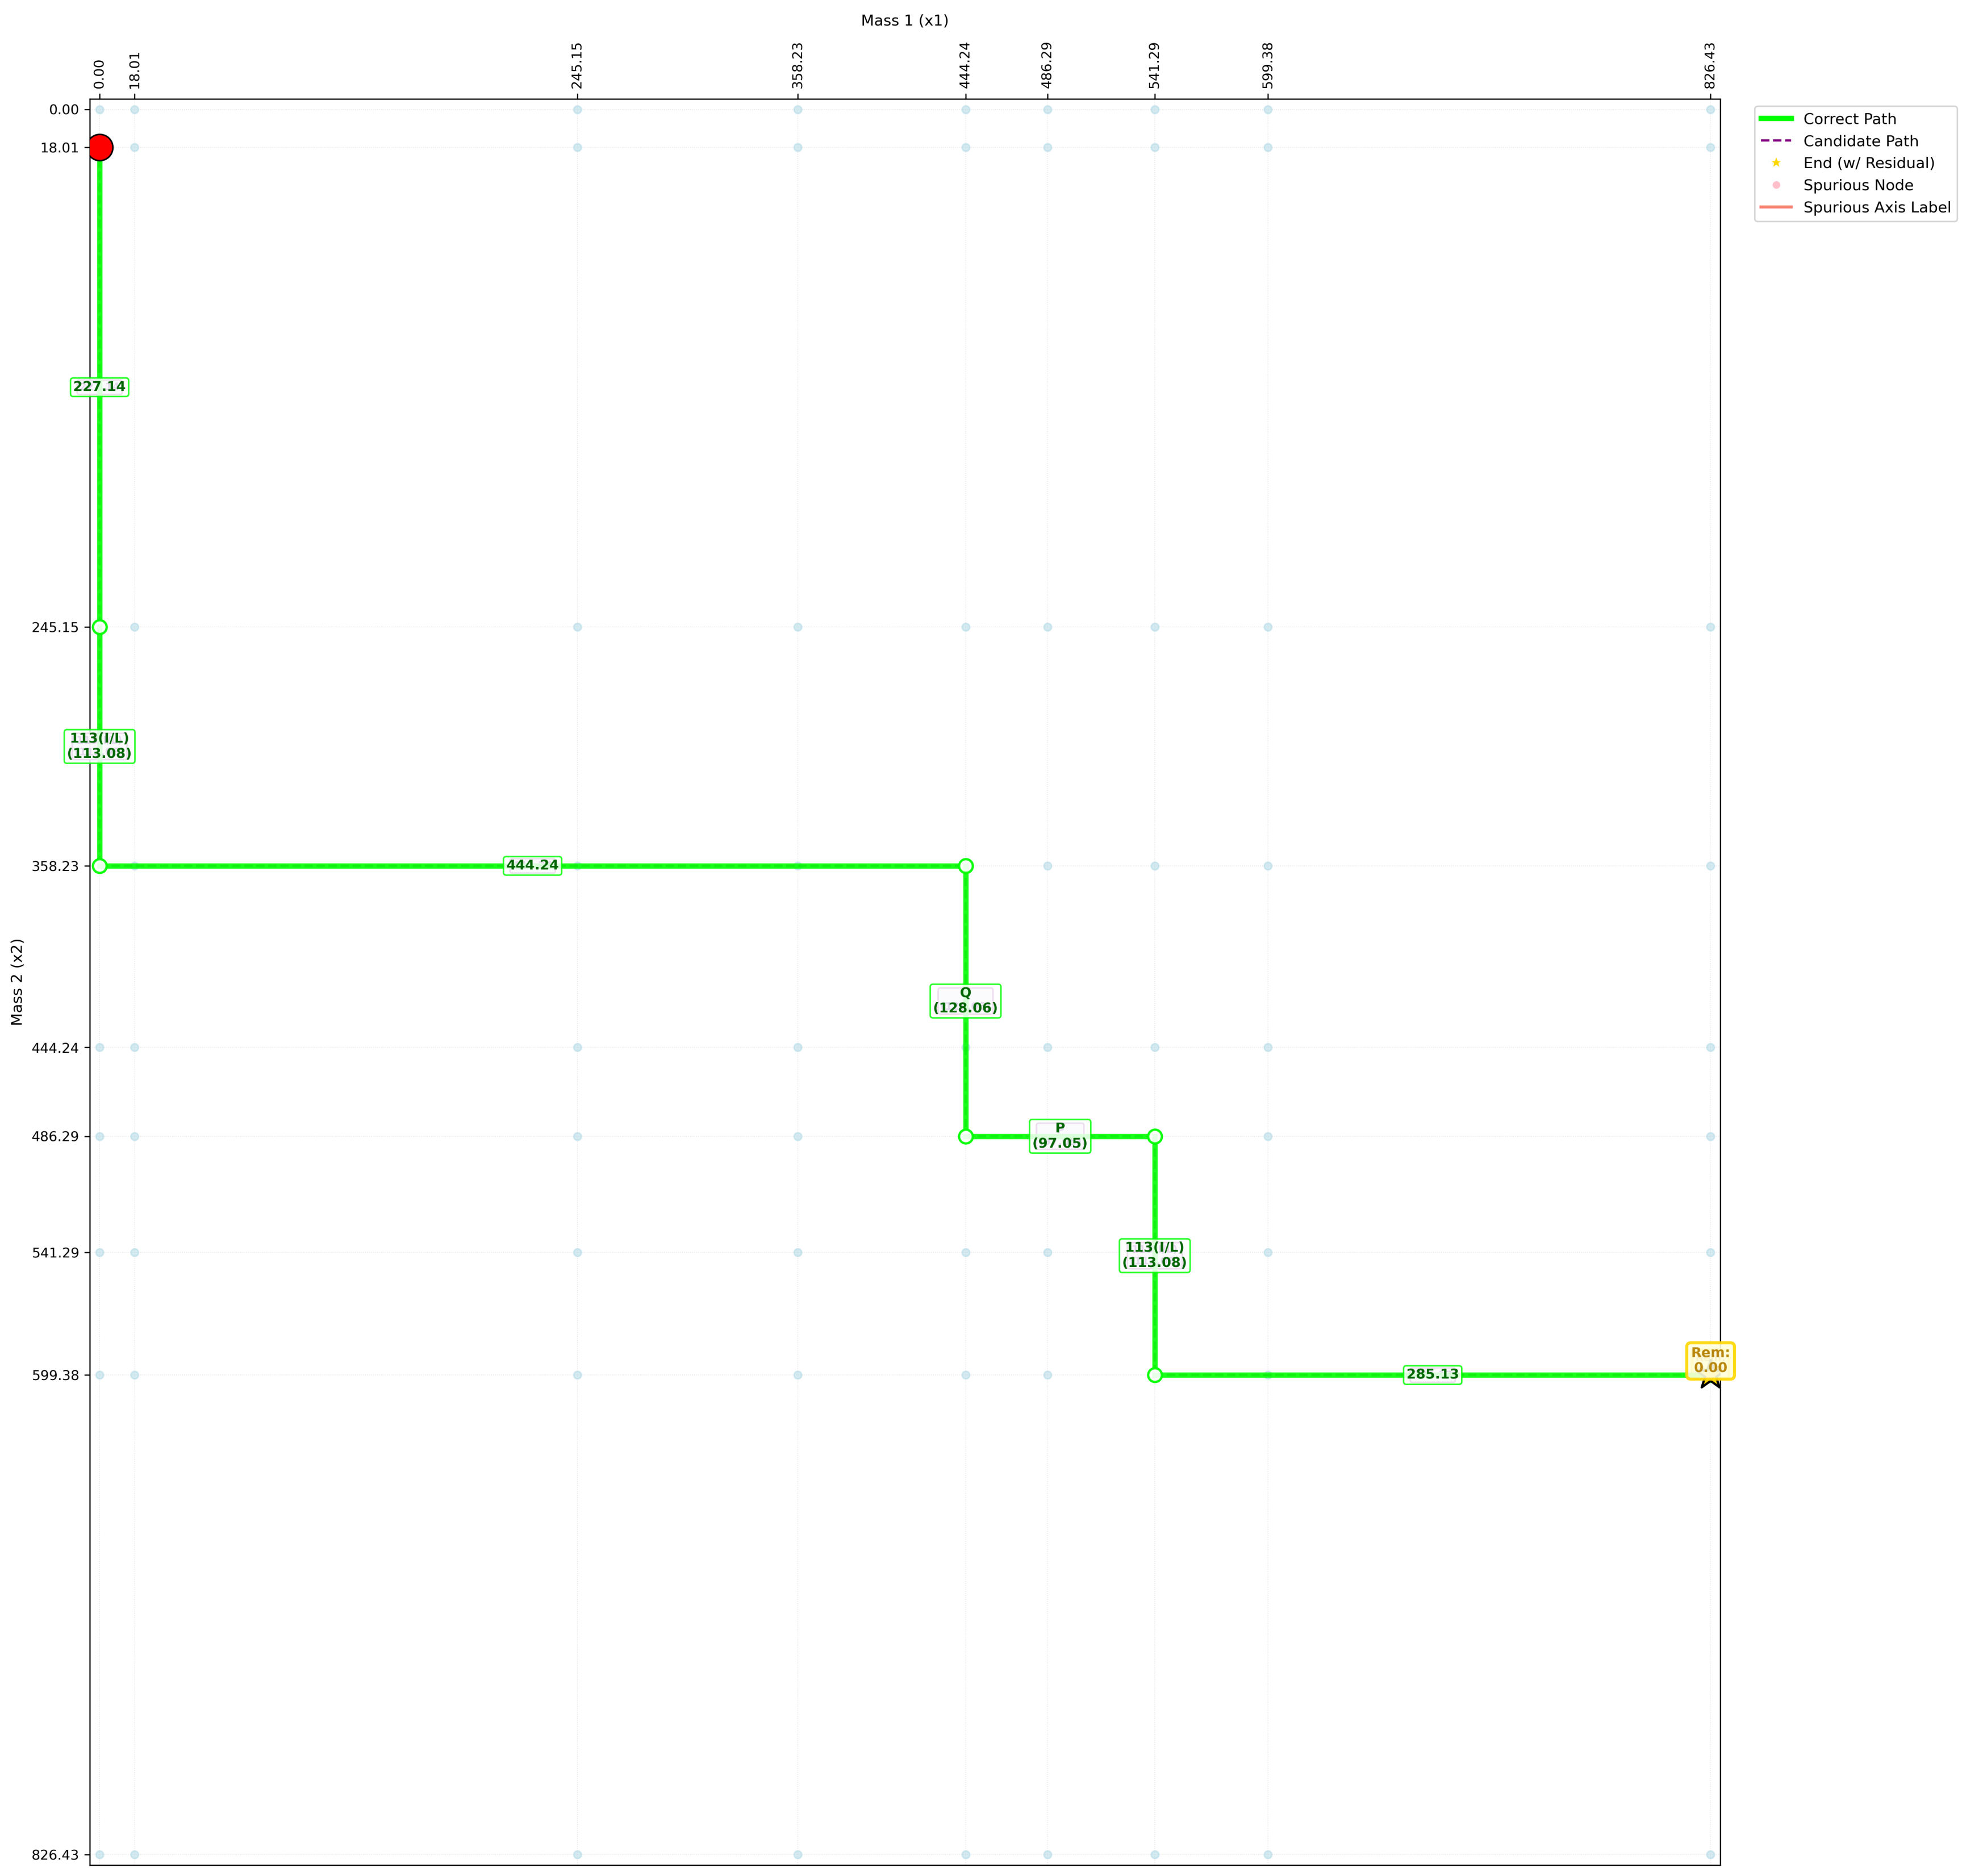 Mass 1 (x1)
0.00
18.01
245.15
358.23
444.24
486.29
541.29
599.38
826.43
Correct Path
Candidate Path
End (w/ Residual)
Spurious Node
Spurious Axis Label
Mass 2 (x2)
0.00
18.01
245.15
358.23
444.24
486.29
541.29
599.38
826.43
227.14
113(I/L)
(113.08)
444.24
Q
(128.06)
P
(97.05)
113(I/L)
(113.08)
285.13
Rem:
0.00